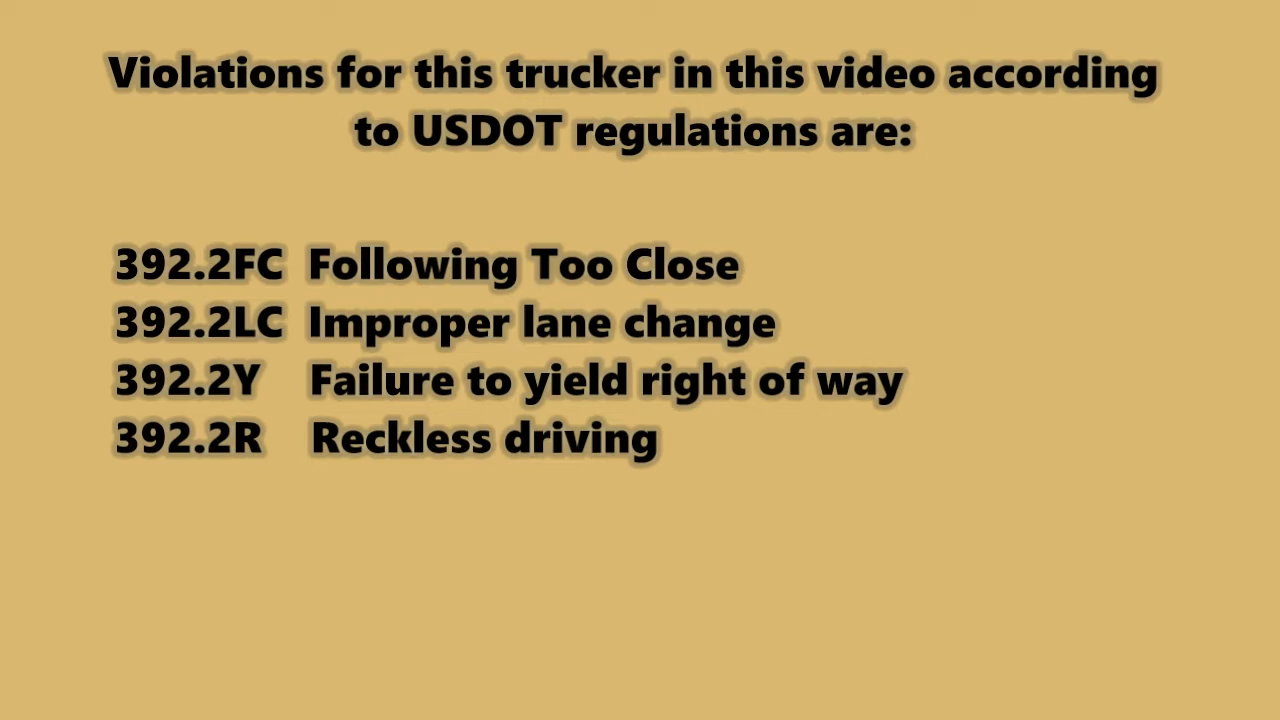 Violations for this trucker in this video according
to USDOT regulations are:
392.2FC Following Too Close
392.2LC Improper lane change
392.2Y Failure to yield right of way
392.2R Reckless driving